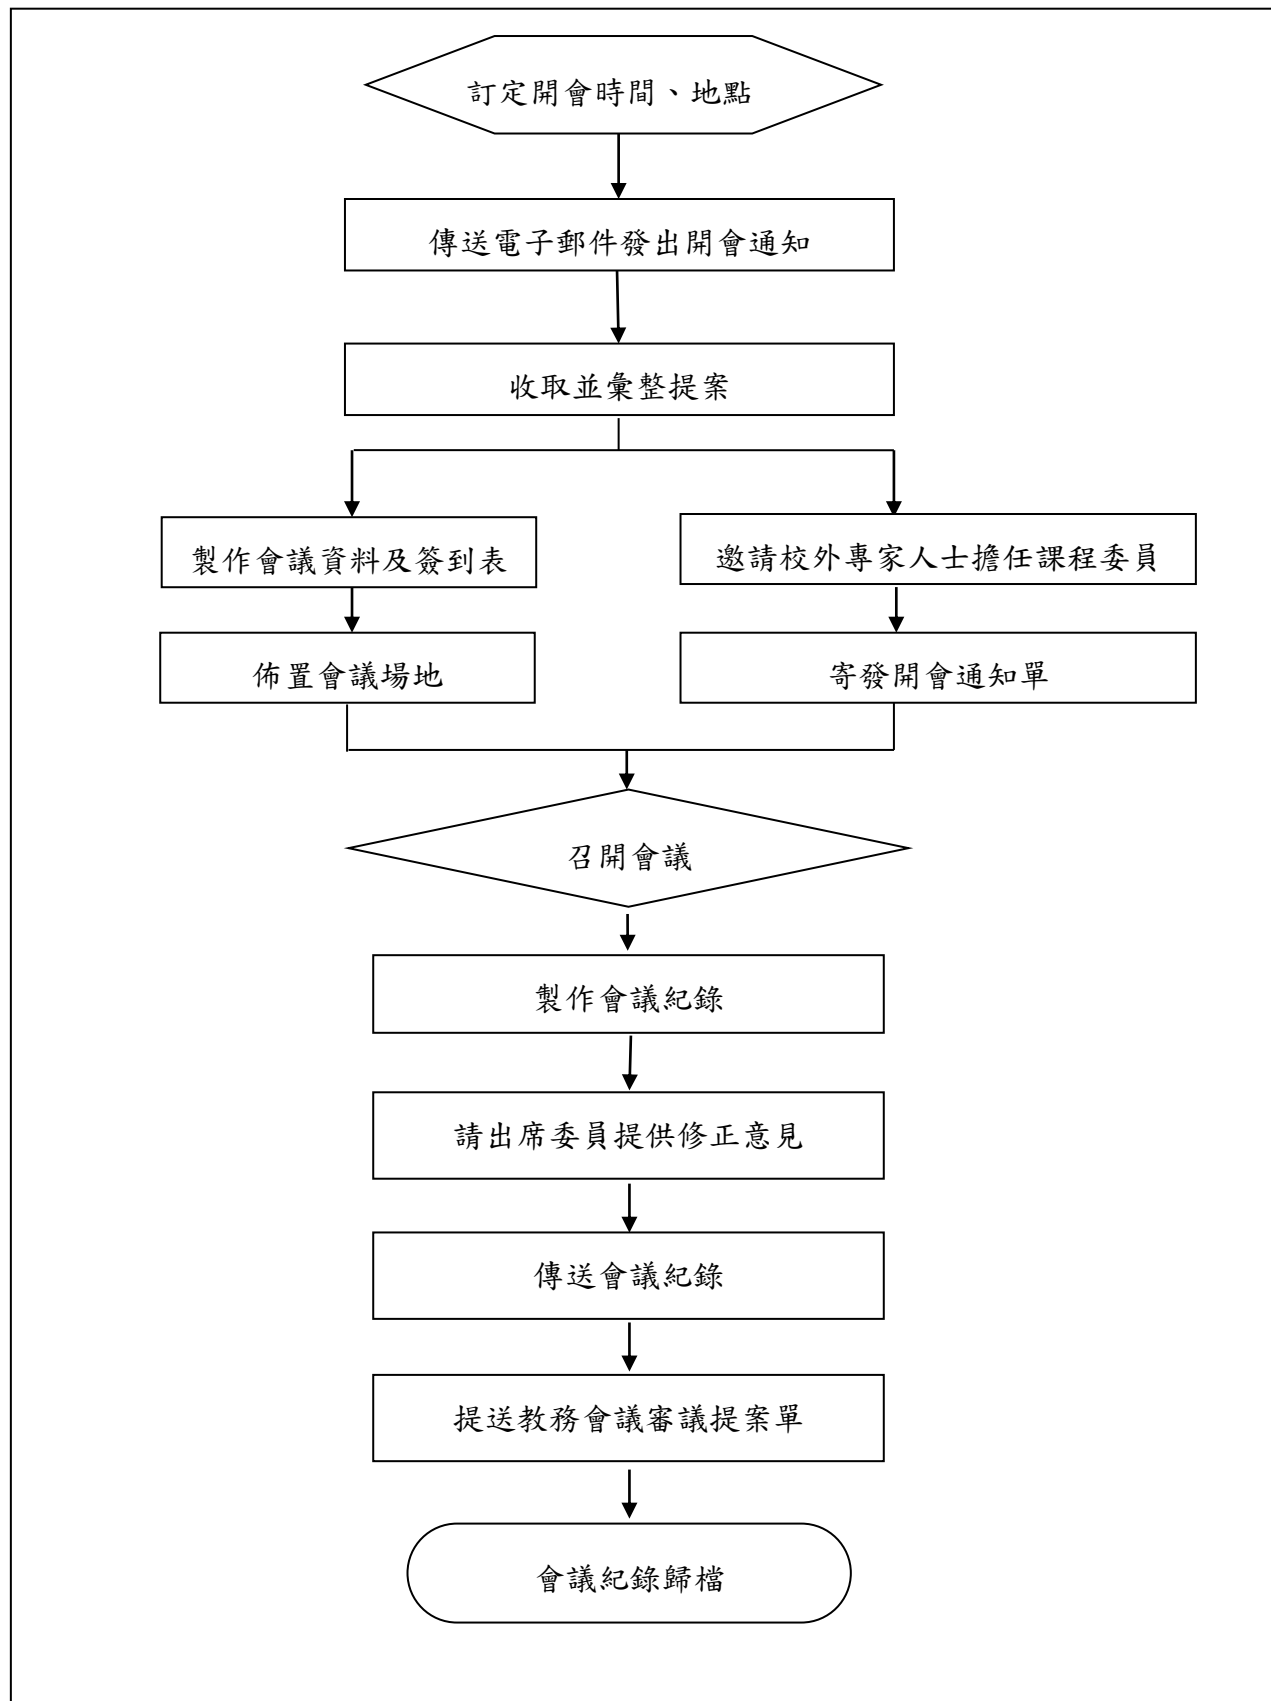 訂定開會時間、地點
傳送電子郵件發出開會通知
收取並彙整提案
製作會議資料及簽到表
邀請校外專家人士擔任課程委員
佈置會議場地
寄發開會通知單
召開會議
製作會議紀錄
請出席委員提供修正意見
傳送會議紀錄
提送教務會議審議提案單
會議紀錄歸檔